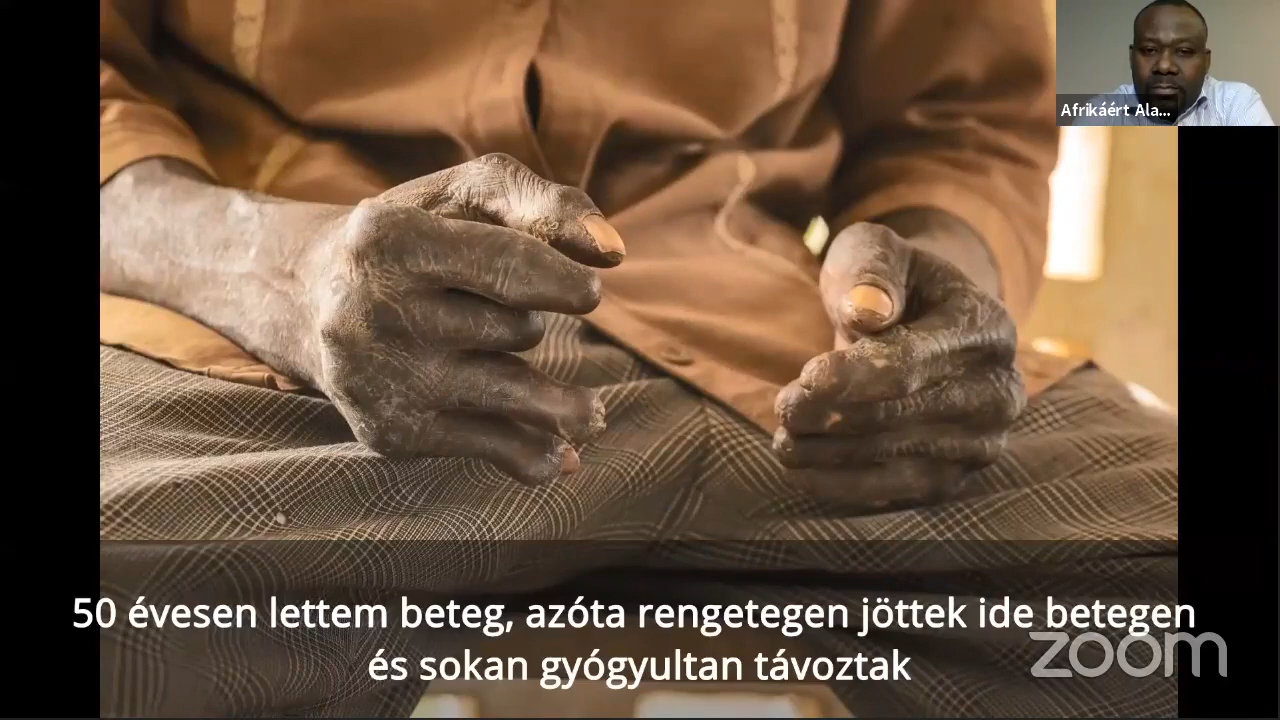 Afrikáért Ala...
50 évesen lettem beteg, azóta rengetegen jöttek ide betegen
és sokan gyógyultan távoztak
zoom